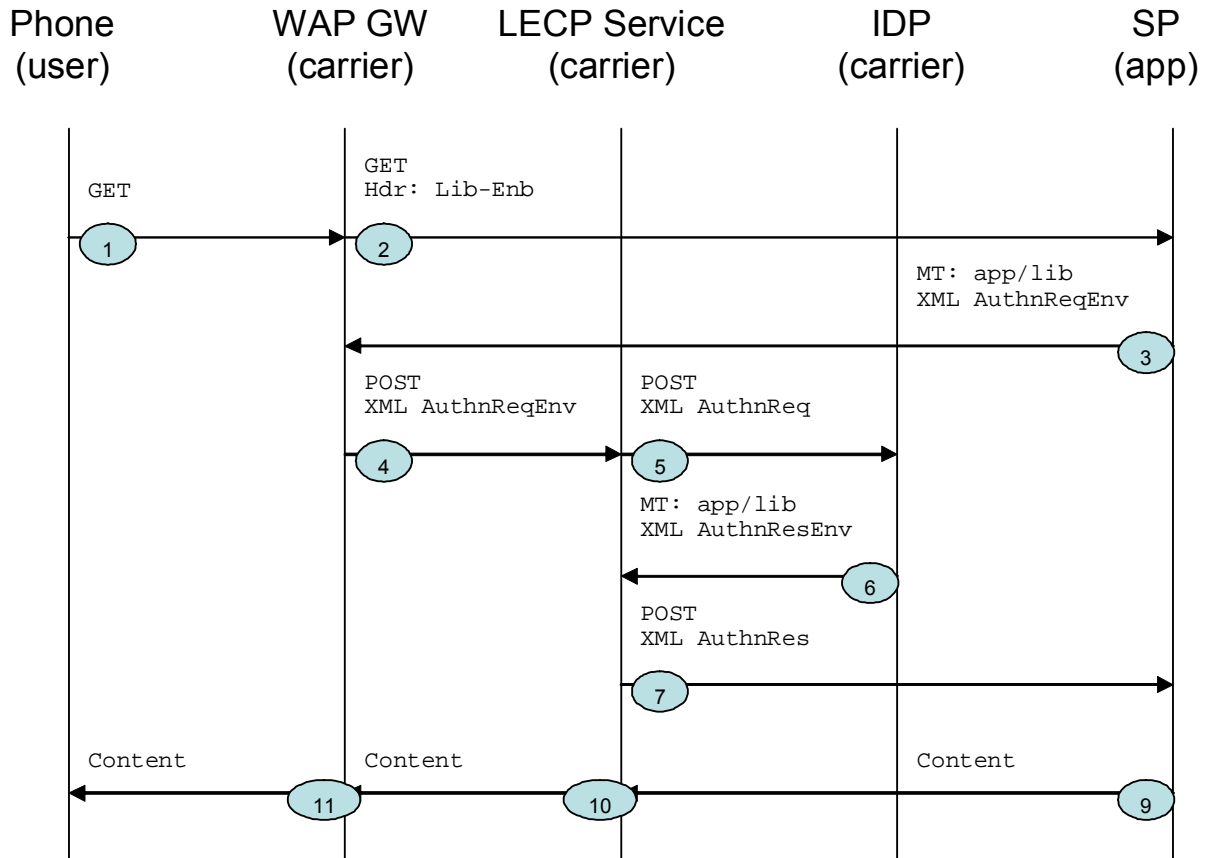 Phone
(user)
WAP GW
(carrier)
LECP Service
(carrier)
IDP
(carrier)
SP
(app)
GET
GET
Hdr: Lib-Enb
1
2
MT: app/lib
XML AuthnReqEnv
3
POST
XML AuthnReqEnv
POST
XML AuthnReq
4
5
MT: app/lib
XML AuthnResEnv
6
POST
XML AuthnRes
7
Content
Content
Content
11
10
9